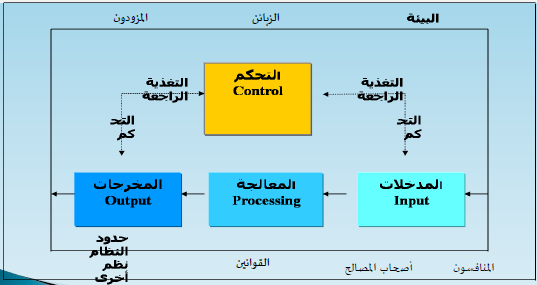 البيئة
الزبائن
المزودون
التحكم
Control
التغذية
الراجعة
التغذية
الراجعة
التح
كم
التح
كم
المدخلات
Input
المعالجة
Processing
المخرجات
Output
حدود
النظام
نظم
أخرى
القوانين
أصحاب المصالح
المنافسون